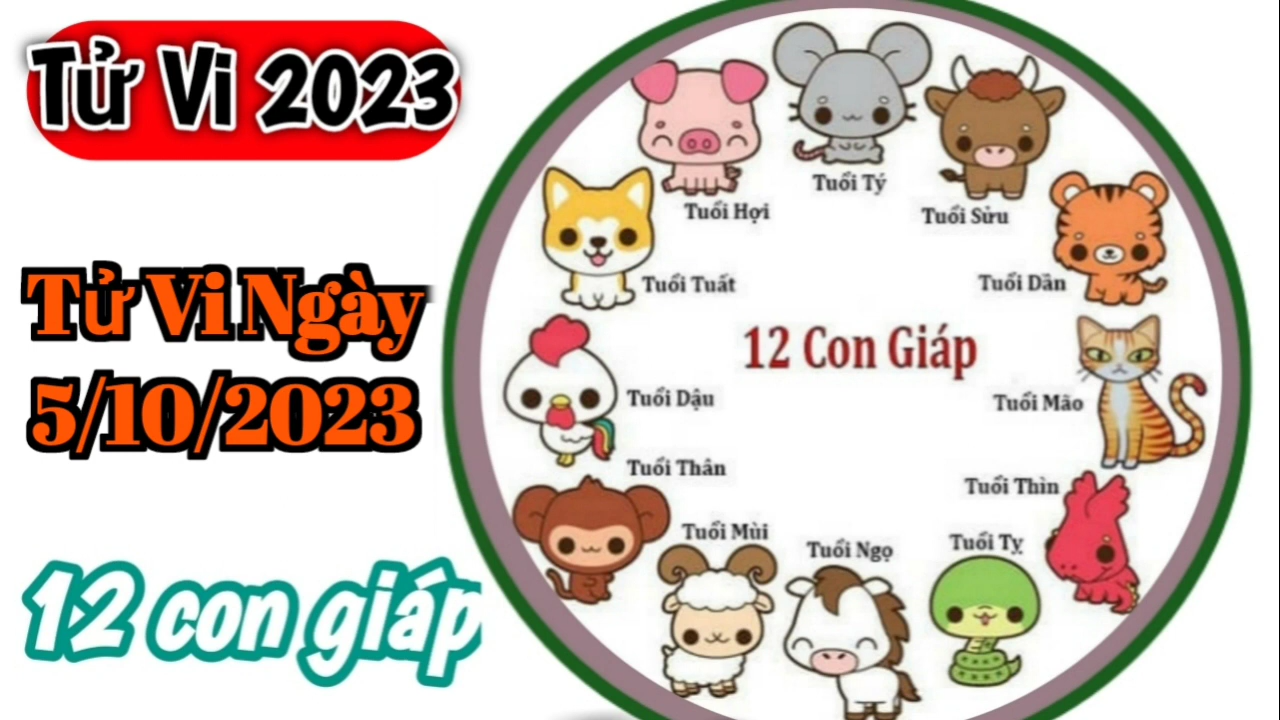 Tử Vi 2023
Tử Vi Ngày
5/10/2023
12 con giáp
Tuổi Tý
Tuổi Hợi
Tuổi Sửu
Tuổi Tuất
Tuổi Dần
12 Con Giáp
Tuổi Dậu
Tuổi Mão
Tuổi Thân
Tuổi Thìn
Tuổi Mùi
Tuổi Ngọ
Tuổi Tỵ